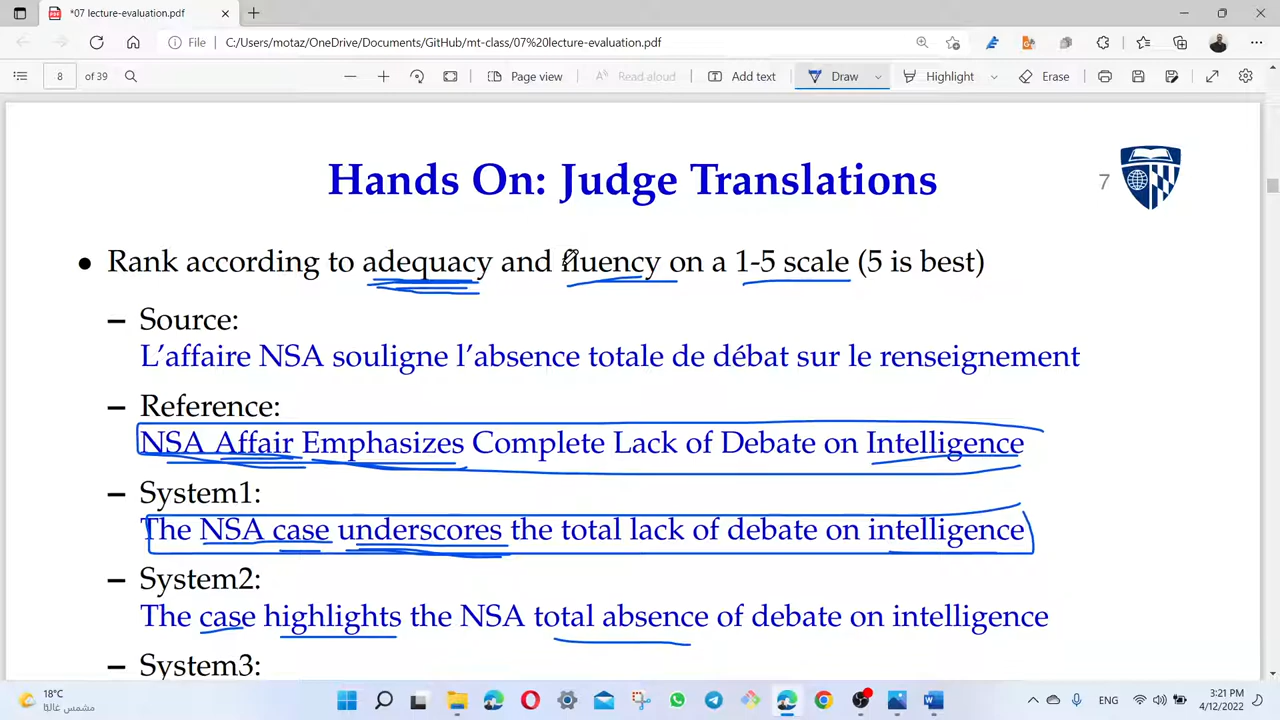 *07 lecture-evaluation.pdf
File C:/Users/motaz/OneDrive/Documents/GitHub/mt-class/07%20lecture-evaluation.pdf
8 of 39 Page view Read aloud Add text Draw Highlight Erase
Hands On: Judge Translations
7
Rank according to adequacy and fluency on a 1-5 scale (5 is best)
– Source:
L'affaire NSA souligne l'absence totale de débat sur le renseignement
– Reference:
NSA Affair Emphasizes Complete Lack of Debate on Intelligence
– System1:
The NSA case underscores the total lack of debate on intelligence
– System2:
The case highlights the NSA total absence of debate on intelligence
– System3:
18°C
مشمس غالبًا
ENG
3:21 PM
4/12/2022